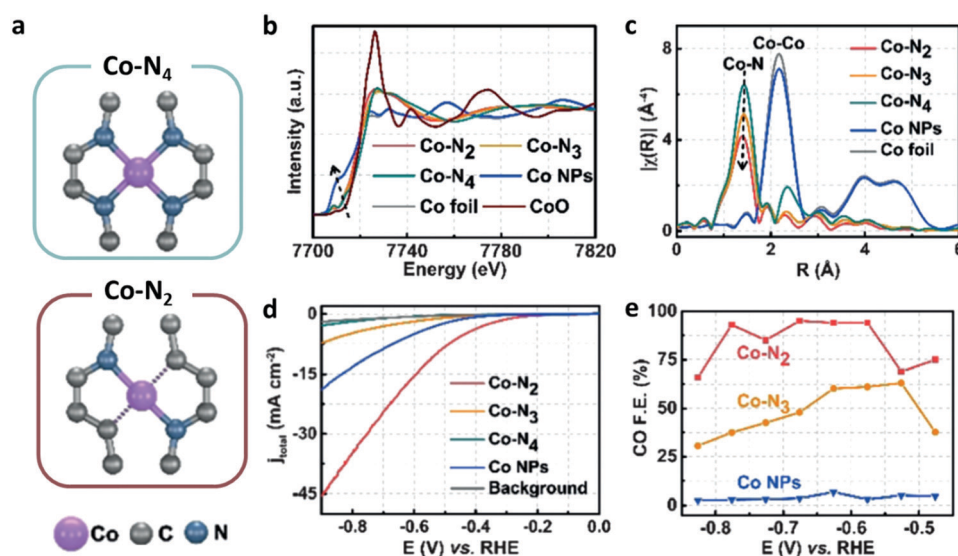 a
Co-N4
Co-N2
Co C N
b
Intensity (a.u.)
Co-N2 Co-N3
Co-N4 Co NPs
Co foil CoO
7700 7740 7780 7820
Energy (eV)
c
|χ(R)| (Å-4)
8
4
0
Co-N
Co-Co
Co-N2
Co-N3
Co-N4
Co NPs
Co foil
0 2 4 6
R (Å)
d
jtotal (mA cm-2)
0
-15
-30
-45
Co-N2
Co-N3
Co-N4
Co NPs
Background
-0.8 -0.6 -0.4 -0.2 0.0
E (V) vs. RHE
e
CO F.E. (%)
100
75
50
25
0
Co-N2
Co-N3
Co NPs
-0.8 -0.7 -0.6 -0.5
E (V) vs. RHE